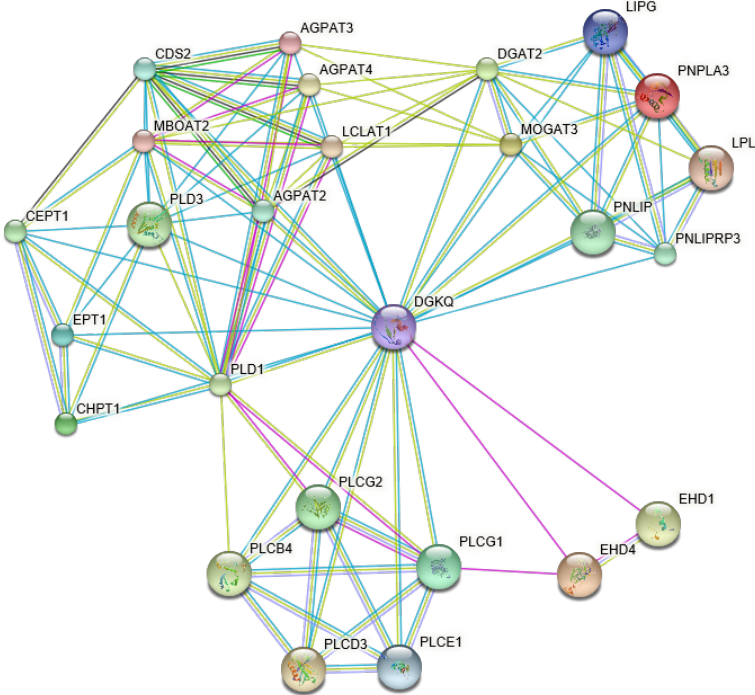 LIPG
AGPAT3
CDS2
DGAT2
AGPAT4
PNPLA3
MBOAT2
LCLAT1
MOGAT3
LPL
PLD3
AGPAT2
PNLIP
CEPT1
PNLIPRP3
DGKQ
EPT1
PLD1
CHPT1
PLCG2
EHD1
PLCB4
PLCG1
EHD4
PLCD3
PLCE1